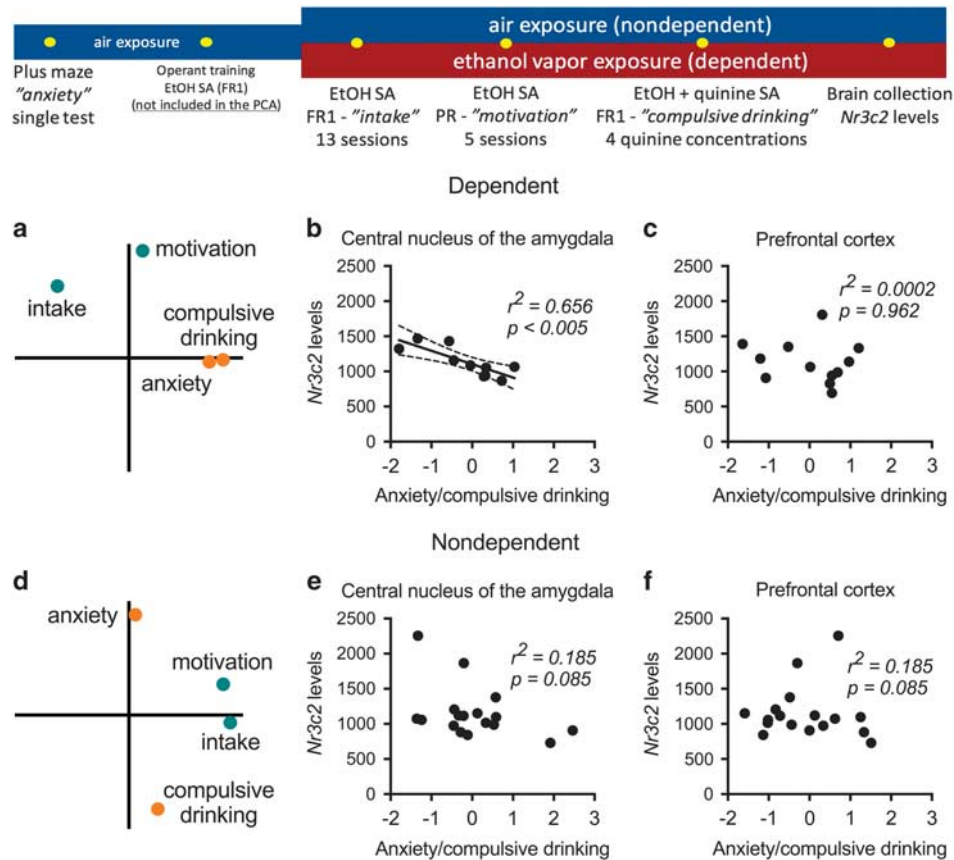 air exposure
air exposure (nondependent)
ethanol vapor exposure (dependent)
Plus maze
"anxiety"
single test
Operant training
EtOH SA (FR1)
(not included in the PCA)
EtOH SA
FR1 - "intake"
13 sessions
EtOH SA
PR - "motivation"
5 sessions
EtOH + quinine SA
FR1 - "compulsive drinking"
4 quinine concentrations
Brain collection
Nr3c2 levels
Dependent
a
motivation
intake
compulsive
drinking
anxiety
b
Central nucleus of the amygdala
r2 = 0.656
p < 0.005
Nr3c2 levels
2500
2000
1500
1000
500
0
-2 -1 0 1 2 3
Anxiety/compulsive drinking
c
Prefrontal cortex
r2 = 0.0002
p = 0.962
Nr3c2 levels
2500
2000
1500
1000
500
0
-2 -1 0 1 2 3
Anxiety/compulsive drinking
Nondependent
d
anxiety
motivation
intake
compulsive
drinking
e
Central nucleus of the amygdala
r2 = 0.185
p = 0.085
Nr3c2 levels
2500
2000
1500
1000
500
0
-2 -1 0 1 2 3
Anxiety/compulsive drinking
f
Prefrontal cortex
r2 = 0.185
p = 0.085
Nr3c2 levels
2500
2000
1500
1000
500
0
-2 -1 0 1 2 3
Anxiety/compulsive drinking